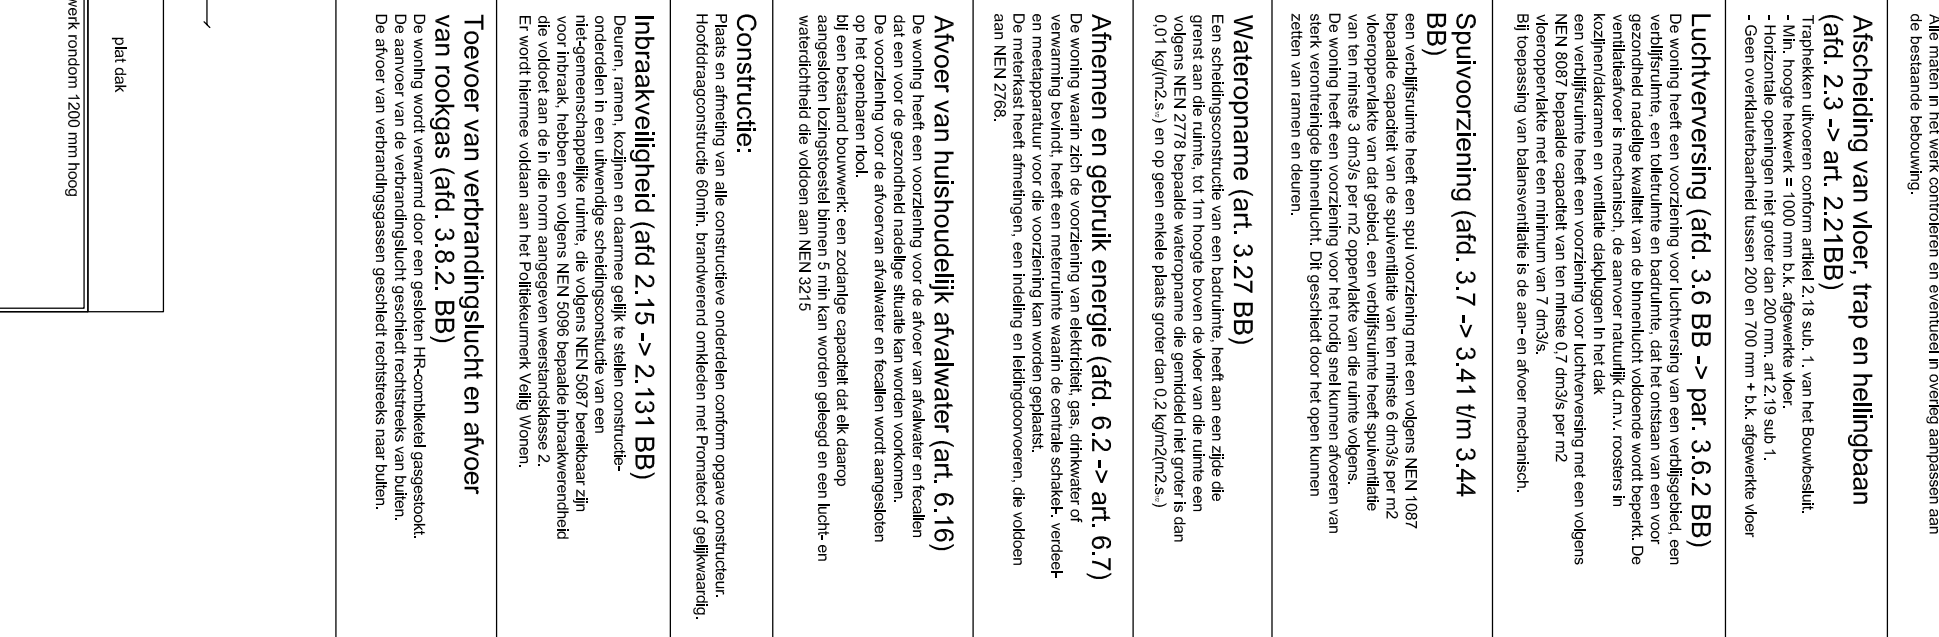 Alle maten in het werk controleren en eventueel in overleg aanpassen aan
de bestaande bebouwing.
Afscheiding van vloer, trap en hellingbaan
(afd. 2.3 -> art. 2.21BB)
Traphekken uitvoeren conform artikel 2.18 sub. 1. van het Bouwbesluit.
- Min. hoogte hekwerk = 1000 mm b.k. afgewerkte vloer.
- Horizontale openingen niet groter dan 200 mm. art 2.19 sub 1.
- Geen overklauterbaarheid tussen 200 en 700 mm + b.k. afgewerkte vloer
Luchtverversing (afd. 3.6 BB -> par. 3.6.2 BB)
De woning heeft een voorziening voor luchtversing van een verblijsgebied, een
verblijfsruimte, een toiletruimte en badruimte, dat het ontstaan van een voor
gezondheid nadelige kwaliteit van de binnenlucht voldoende wordt beperkt. De
ventilatieafvoer is mechanisch, de aanvoer natuurlijk d.m.v. roosters in
kozijnen/dakramen en ventilatie dakpluggen in het dak
een verblijfsruimte heeft een voorziening voor luchtverversing met een volgens
NEN 8087 bepaalde capaciteit van ten minste 0,7 dm3/s per m2
vloeroppervlakte met een minimum van 7 dm3/s.
Bij toepassing van balansventilatie is de aan- en afvoer mechanisch.
Spuivoorziening (afd. 3.7 -> 3.41 t/m 3.44
BB)
een verblijfsruimte heeft een spui voorziening met een volgens NEN 1087
bepaalde capaciteit van de spuiventilatie van ten minste 6 dm3/s per m2
vloeroppervlakte van dat gebied. een verblijfsruimte heeft spuiventilatie
van ten minste 3 dm3/s per m2 oppervlakte van die ruimte volgens.
De woning heeft een voorziening voor het nodig snel kunnen afvoeren van
sterk verontreinigde binnenlucht. Dit geschiedt door het open kunnen
zetten van ramen en deuren.
Wateropname (art. 3.27 BB)
Een scheidingsconstructie van een badruimte, heeft aan een zijde die
grenst aan die ruimte, tot 1m hoogte boven de vloer van die ruimte een
volgens NEN 2778 bepaalde wateropname die gemiddeld niet groter is dan
0,01 kg/(m2.s1/2) en op geen enkele plaats groter dan 0,2 kg/m2(m2.s1/2)
Afnemen en gebruik energie (afd. 6.2 -> art. 6.7)
De woning waarin zich de voorziening van elektriciteit, gas, drinkwater of
verwarming bevindt, heeft een meterruimte waarin de centrale schakel-. verdeel-
en meetapparatuur voor die voorziening kan worden geplaatst.
De meterkast heeft afmetingen, een indeling en leidingdoorvoeren, die voldoen
aan NEN 2768.
Afvoer van huishoudelijk afvalwater (art. 6.16)
De woning heeft een voorziening voor de afvoer van afvalwater en fecaliën
dat een voor de gezondheid nadelige situatie kan worden voorkomen.
De voorziening voor de afvoervan afvalwater en fecaliën wordt aangesloten
op het openbaren riool.
bij een bestaand bouwwerk: een zodanige capaciteit dat elk daarop
aangesloten lozingstoestel binnen 5 min kan worden geleegd en een lucht- en
waterdichtheid die voldoen aan NEN 3215
Constructie:
Plaats en afmeting van alle constructieve onderdelen conform opgave constructeur.
Hoofddraagconstructie 60min. brandwerend omkleden met Promatect of gelijkwaardig.
Inbraakveiligheid (afd 2.15 -> 2.131 BB)
Deuren, ramen, kozijnen en daarmee gelijk te stellen constructie-
onderdelen in een uitwendige scheidingsconstuctie van een
niet-gemeenschappelijke ruimte, die volgens NEN 5087 bereikbaar zijn
voor inbraak, hebben een volgens NEN 5096 bepaalde inbraakwerendheid
die voldoet aan de in die norm aangegeven weerstandsklasse 2.
Er wordt hiermee voldaan aan het Politiekeurmerk Veilig Wonen.
Toevoer van verbrandingslucht en afvoer
van rookgas (afd. 3.8.2. BB)
De woning wordt verwarmd door een gesloten HR-combiketel gasgestookt.
De aanvoer van de verbrandingslucht geschiedt rechtstreeks van buiten.
De afvoer van verbrandingsgassen geschiedt rechtstreeks naar buiten.
plat dak
werk rondom 1200 mm hoog